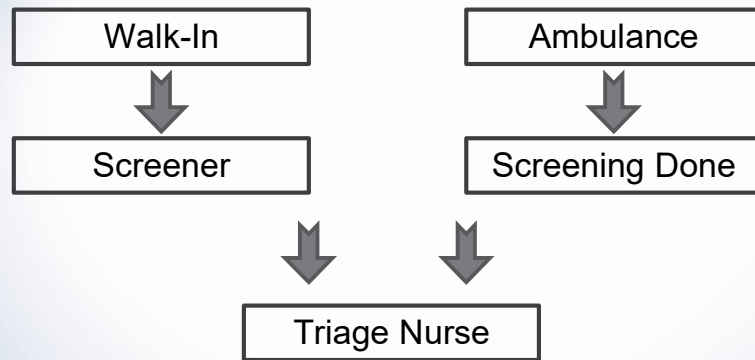 Walk-In
Ambulance
Screener
Screening Done
Triage Nurse